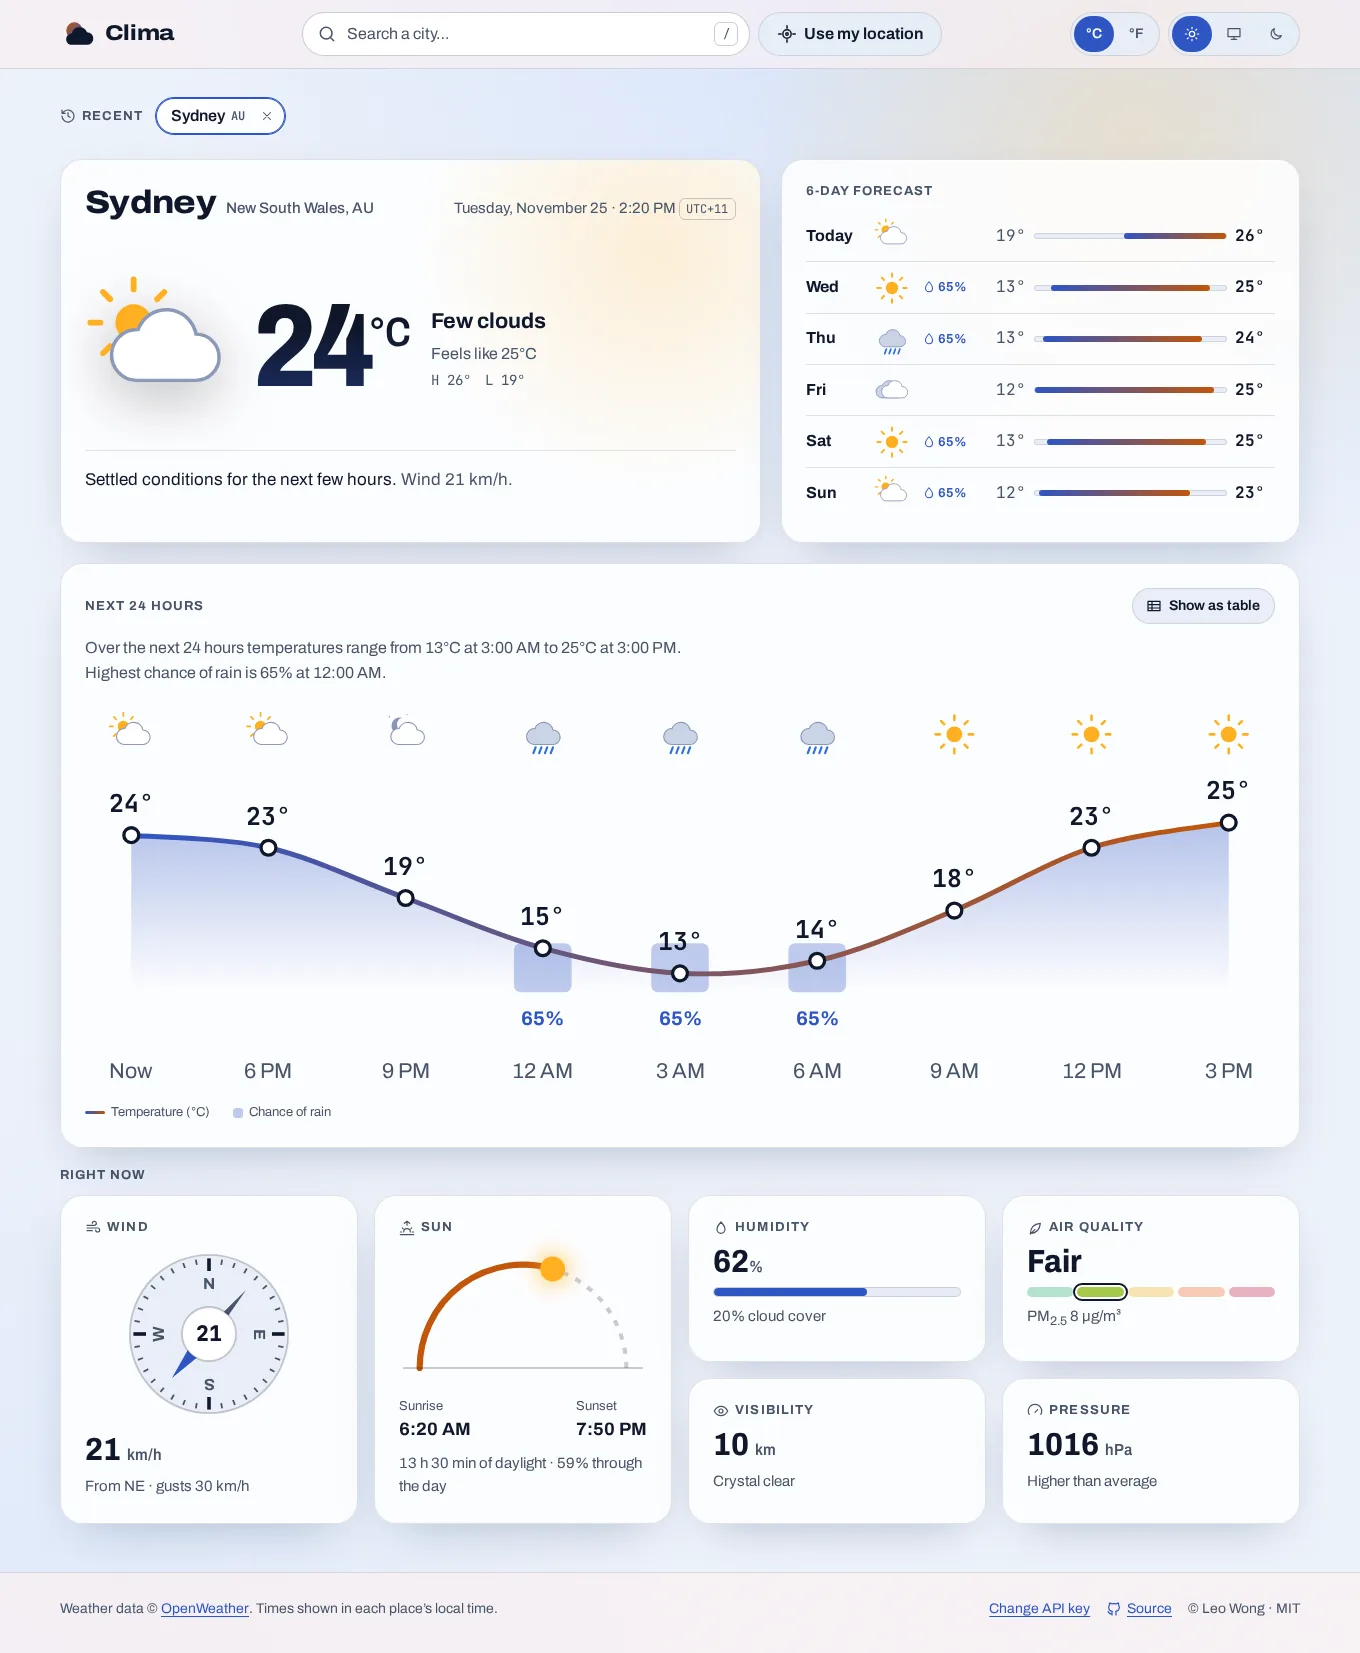 Clima
Search a city...
/
Use my location
°C °F
RECENT
Sydney AU
Sydney New South Wales, AU
Tuesday, November 25 · 2:20 PM UTC+11
24°C
Few clouds
Feels like 25°C
H 26° L 19°
Settled conditions for the next few hours. Wind 21 km/h.
6-DAY FORECAST
Today 19° 26°
Wed 65% 13° 25°
Thu 65% 13° 24°
Fri 12° 25°
Sat 65% 13° 25°
Sun 65% 12° 23°
NEXT 24 HOURS
Show as table
Over the next 24 hours temperatures range from 13°C at 3:00 AM to 25°C at 3:00 PM.
Highest chance of rain is 65% at 12:00 AM.
24° 23° 19° 15° 13° 14° 18° 23° 25°
65% 65% 65%
Now 6 PM 9 PM 12 AM 3 AM 6 AM 9 AM 12 PM 3 PM
Temperature (°C) Chance of rain
RIGHT NOW
WIND
N
E
S
W
21
21 km/h
From NE · gusts 30 km/h
SUN
Sunrise
6:20 AM
Sunset
7:50 PM
13 h 30 min of daylight · 59% through
the day
HUMIDITY
62%
20% cloud cover
AIR QUALITY
Fair
PM2.5 8 µg/m³
VISIBILITY
10 km
Crystal clear
PRESSURE
1016 hPa
Higher than average
Weather data © OpenWeather. Times shown in each place’s local time.
Change API key Source © Leo Wong · MIT